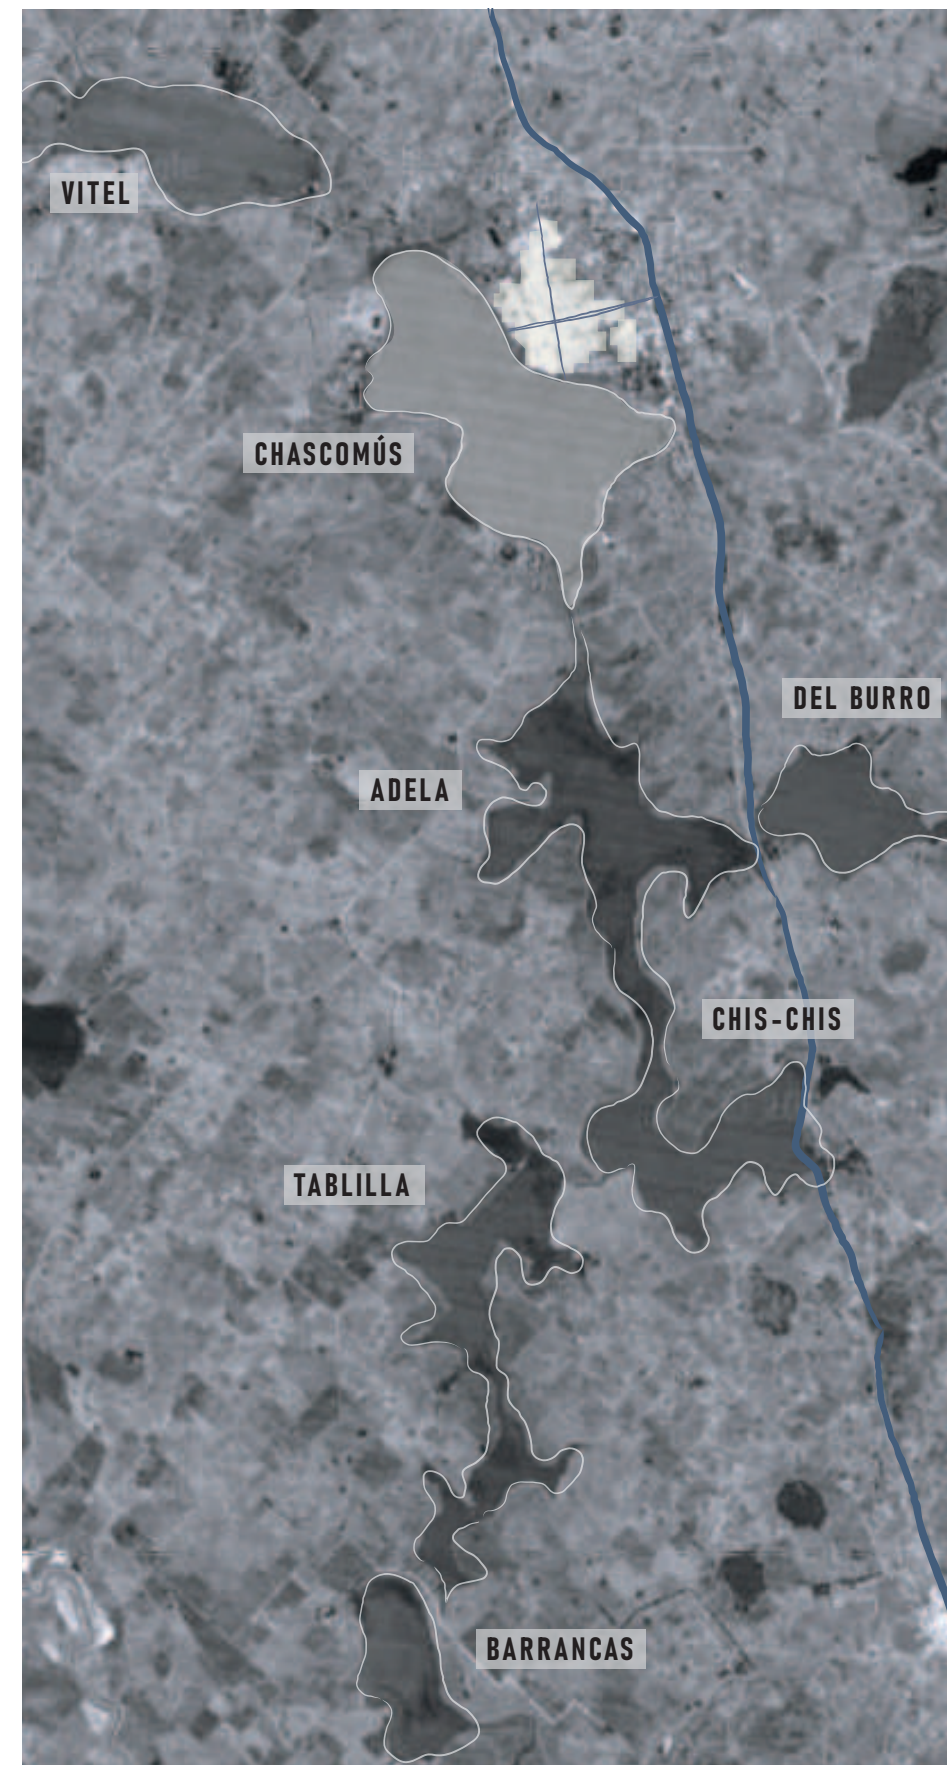 VITEL
CHASCOMÚS
DEL BURRO
ADELA
CHIS-CHIS
TABLILLA
BARRANCAS